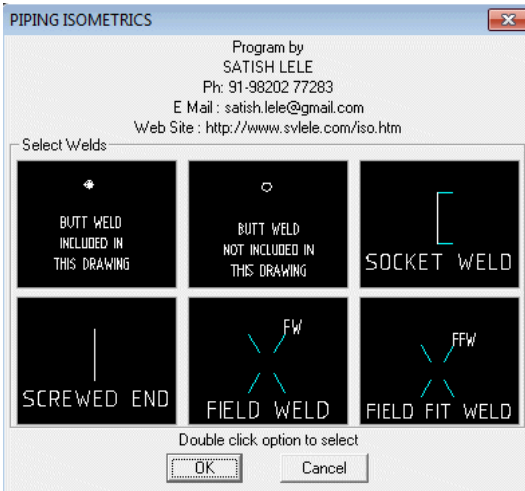 PIPING ISOMETRICS
Program by
SATISH LELE
Ph: 91-98202 77283
E Mail : satish.lele@gmail.com
Web Site : http://www.svlele.com/iso.htm
Select Welds
BUTT WELD
INCLUDED IN
THIS DRAWING
BUTT WELD
NOT INCLUDED IN
THIS DRAWING
SOCKET WELD
SCREWED END
FW
FIELD WELD
FFW
FIELD FIT WELD
Double click option to select
OK
Cancel